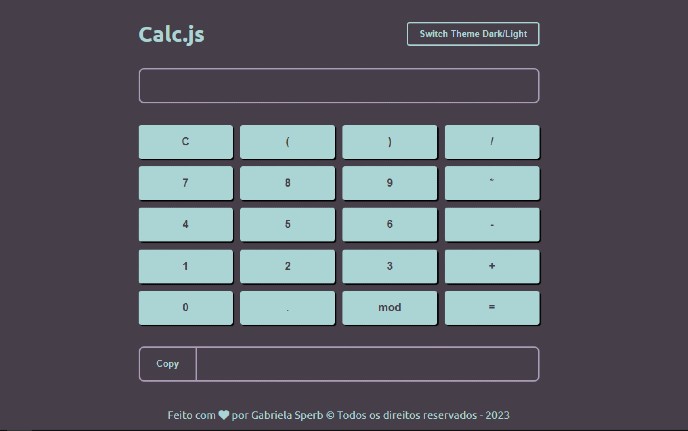 Calc.js
Switch Theme Dark/Light
C ( ) /
7 8 9 *
4 5 6 -
1 2 3 +
0 . mod =
Copy
Feito com ♥ por Gabriela Sperb © Todos os direitos reservados - 2023